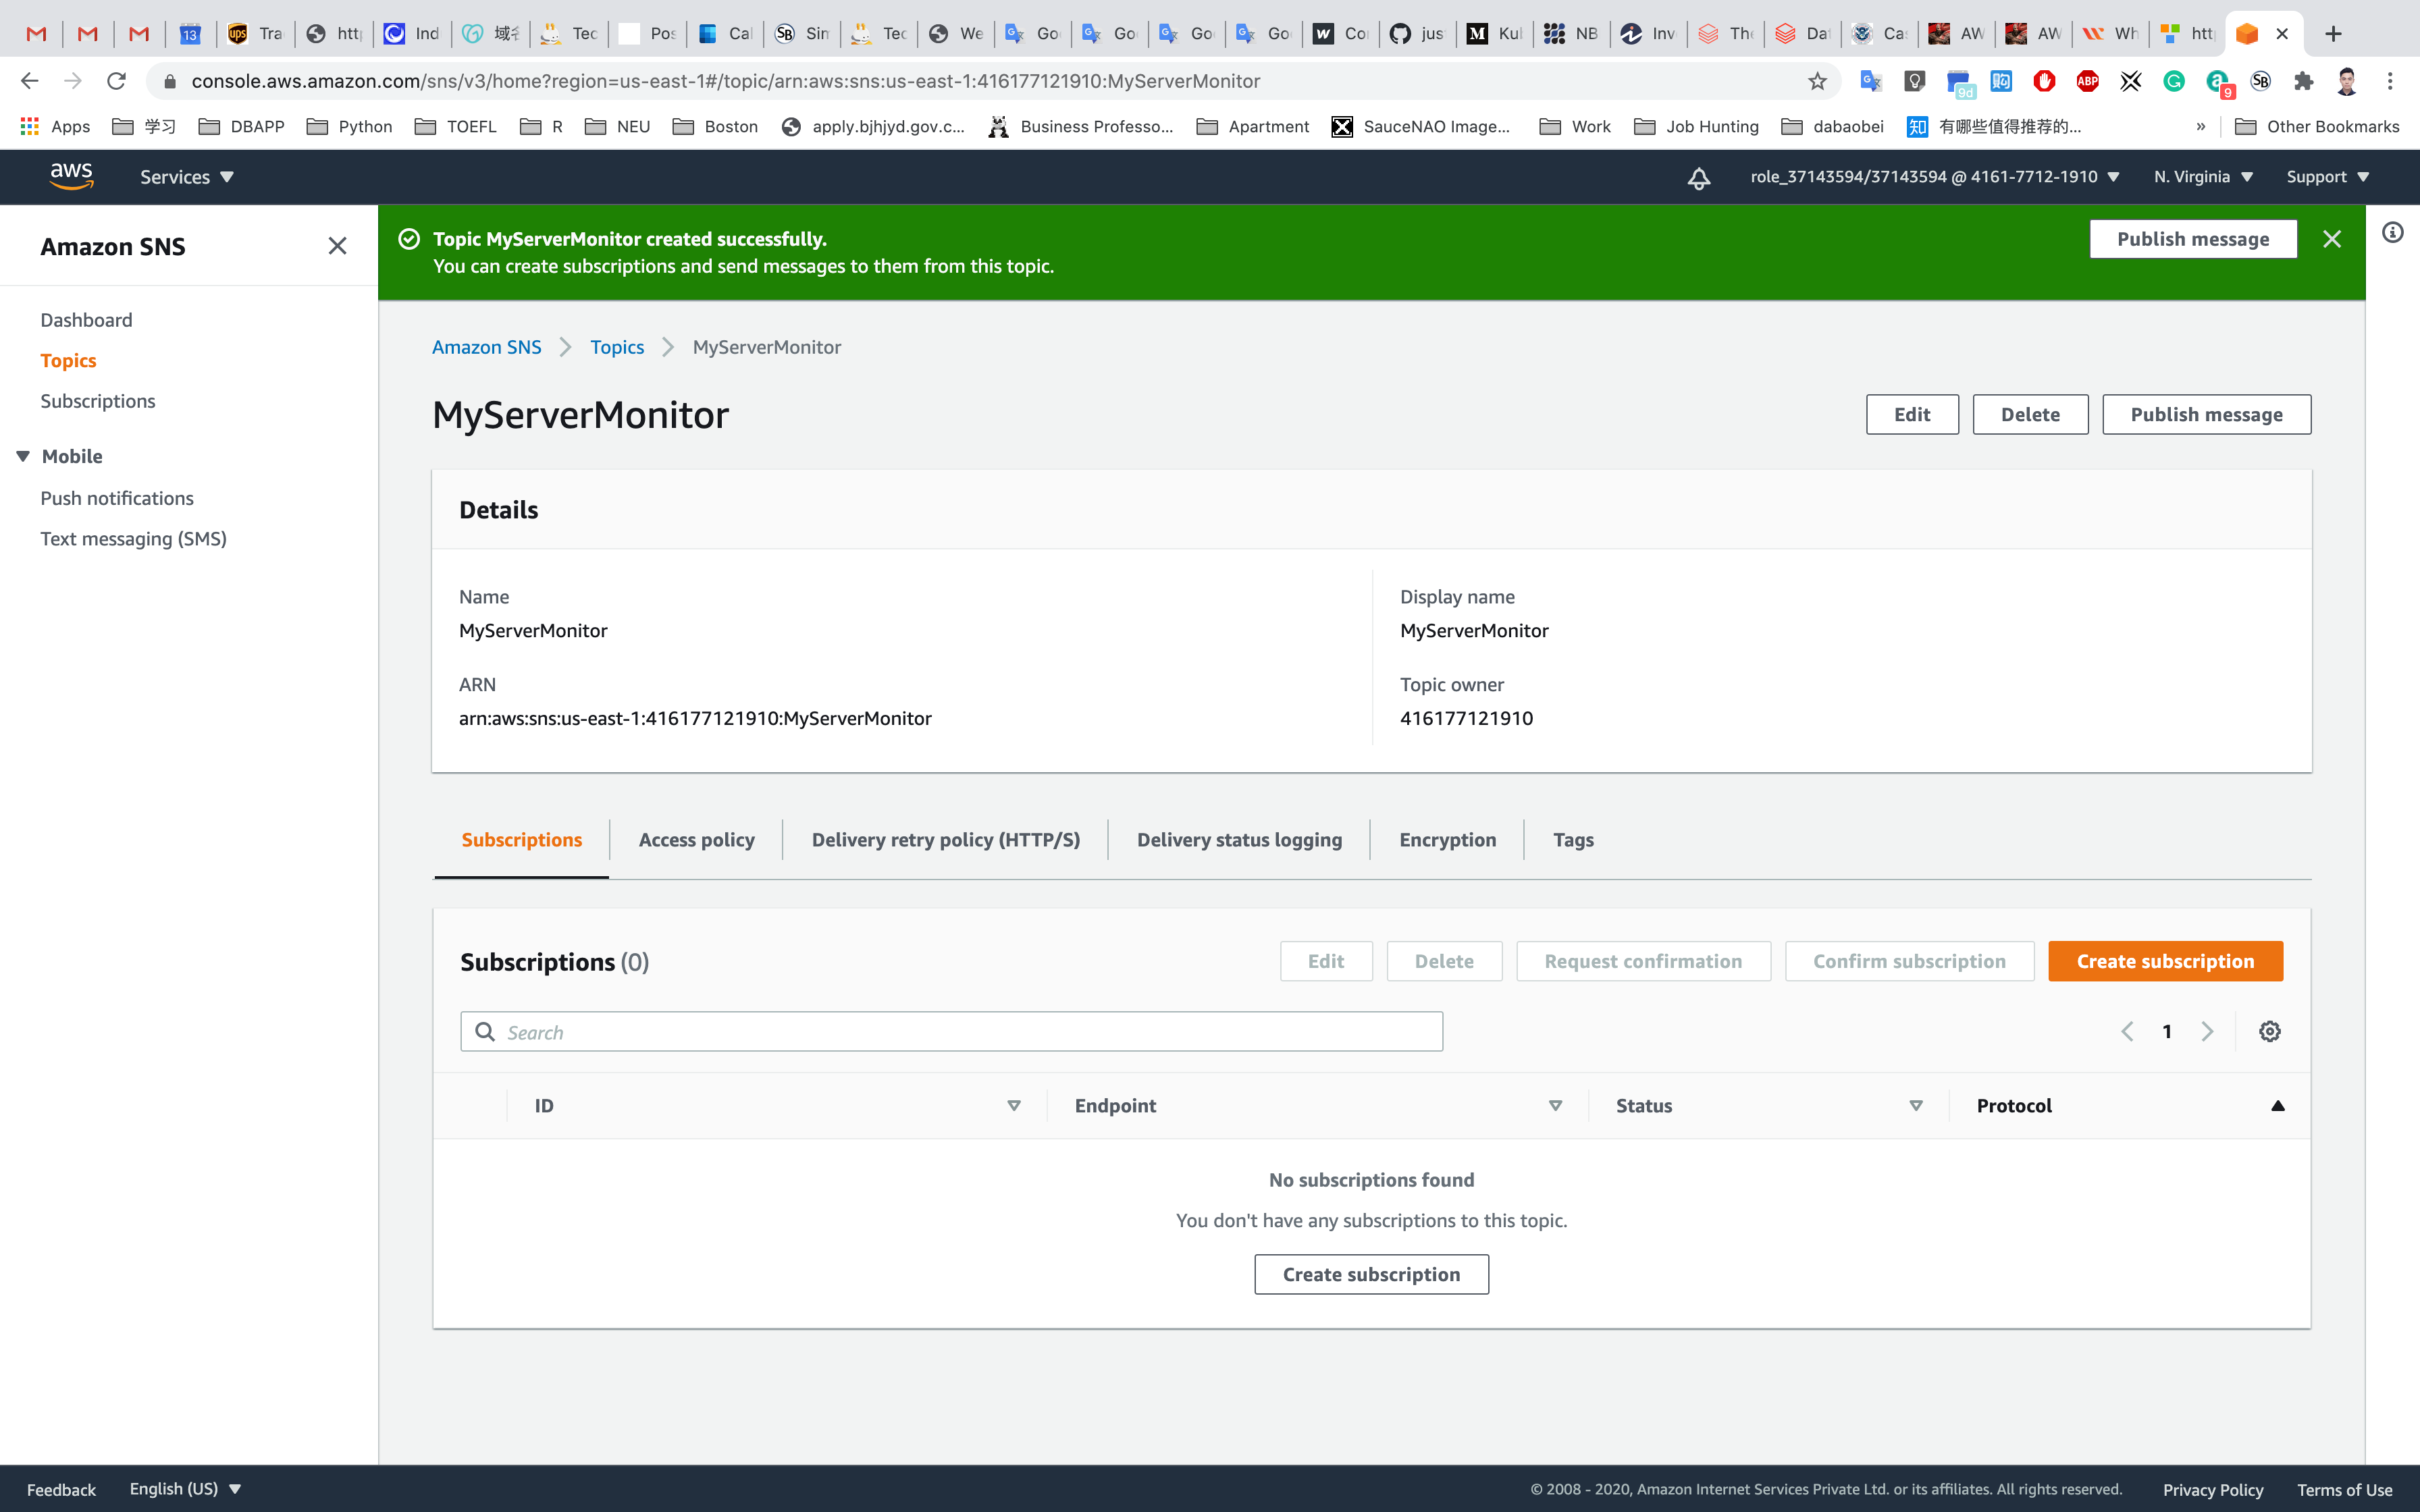 13 Tra htt Ind 域名 Tec Pos Cal Sim Tec We Go Go Go Go Co jus Kub NB Inv The Dat Cas AW AW Wh htt
console.aws.amazon.com/sns/v3/home?region=us-east-1#/topic/arn:aws:sns:us-east-1:416177121910:MyServerMonitor
9d ABP 9
Apps 学习 DBAPP Python TOEFL R NEU Boston apply.bjhjyd.gov.c... Business Professo... Apartment SauceNAO Image... Work Job Hunting dabaobei 知 有哪些值得推荐的... » Other Bookmarks
aws Services role_37143594/37143594 @ 4161-7712-1910 N. Virginia Support
Amazon SNS
Dashboard
Topics
Subscriptions
Mobile
Push notifications
Text messaging (SMS)
Topic MyServerMonitor created successfully.
You can create subscriptions and send messages to them from this topic.
Publish message
Amazon SNS Topics MyServerMonitor
MyServerMonitor
Edit Delete Publish message
Details
Name
MyServerMonitor
Display name
MyServerMonitor
ARN
arn:aws:sns:us-east-1:416177121910:MyServerMonitor
Topic owner
416177121910
Subscriptions Access policy Delivery retry policy (HTTP/S) Delivery status logging Encryption Tags
Subscriptions (0)
Edit Delete Request confirmation Confirm subscription Create subscription
Search
1
ID Endpoint Status Protocol
No subscriptions found
You don't have any subscriptions to this topic.
Create subscription
Feedback English (US) © 2008 - 2020, Amazon Internet Services Private Ltd. or its affiliates. All rights reserved. Privacy Policy Terms of Use